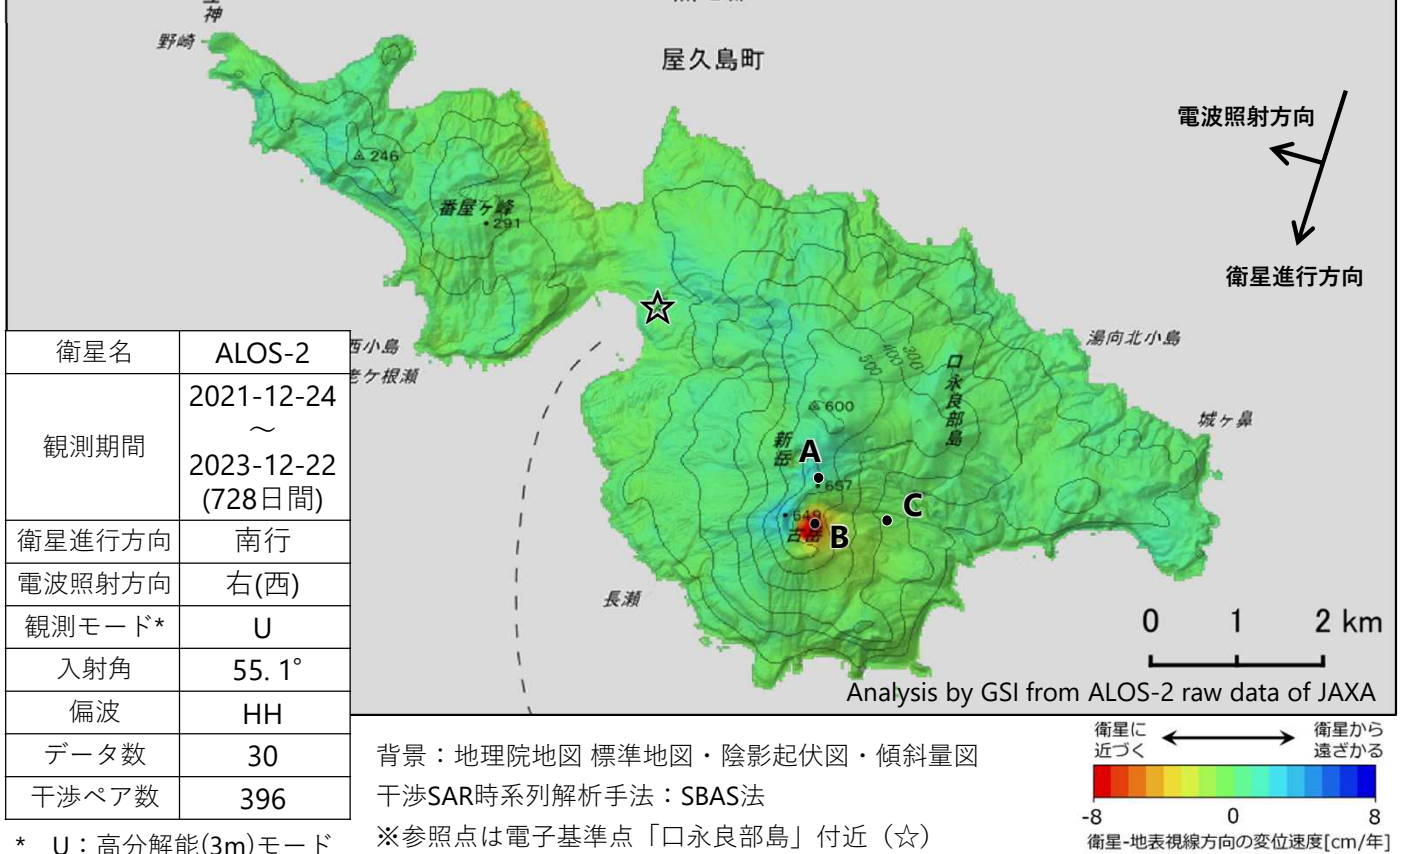 神
野崎
屋久島町
電波照射方向
衛星進行方向
246
番屋ヶ峰
291
湯向北小島
西小島
老ケ根瀬
300
400
500
口永良部島
600
城ヶ鼻
新岳
A
657
649
古岳
B
C
長瀬
0 1 2 km
Analysis by GSI from ALOS-2 raw data of JAXA
衛星名 ALOS-2
観測期間 2021-12-24
～
2023-12-22
(728日間)
衛星進行方向 南行
電波照射方向 右(西)
観測モード* U
入射角 55. 1°
偏波 HH
データ数 30
干渉ペア数 396
* U：高分解能(3m)モード
背景：地理院地図 標準地図・陰影起伏図・傾斜量図
干渉SAR時系列解析手法：SBAS法
※参照点は電子基準点「口永良部島」付近（☆）
衛星に
近づく
衛星から
遠ざかる
-8 0 8
衛星-地表視線方向の変位速度[cm/年]